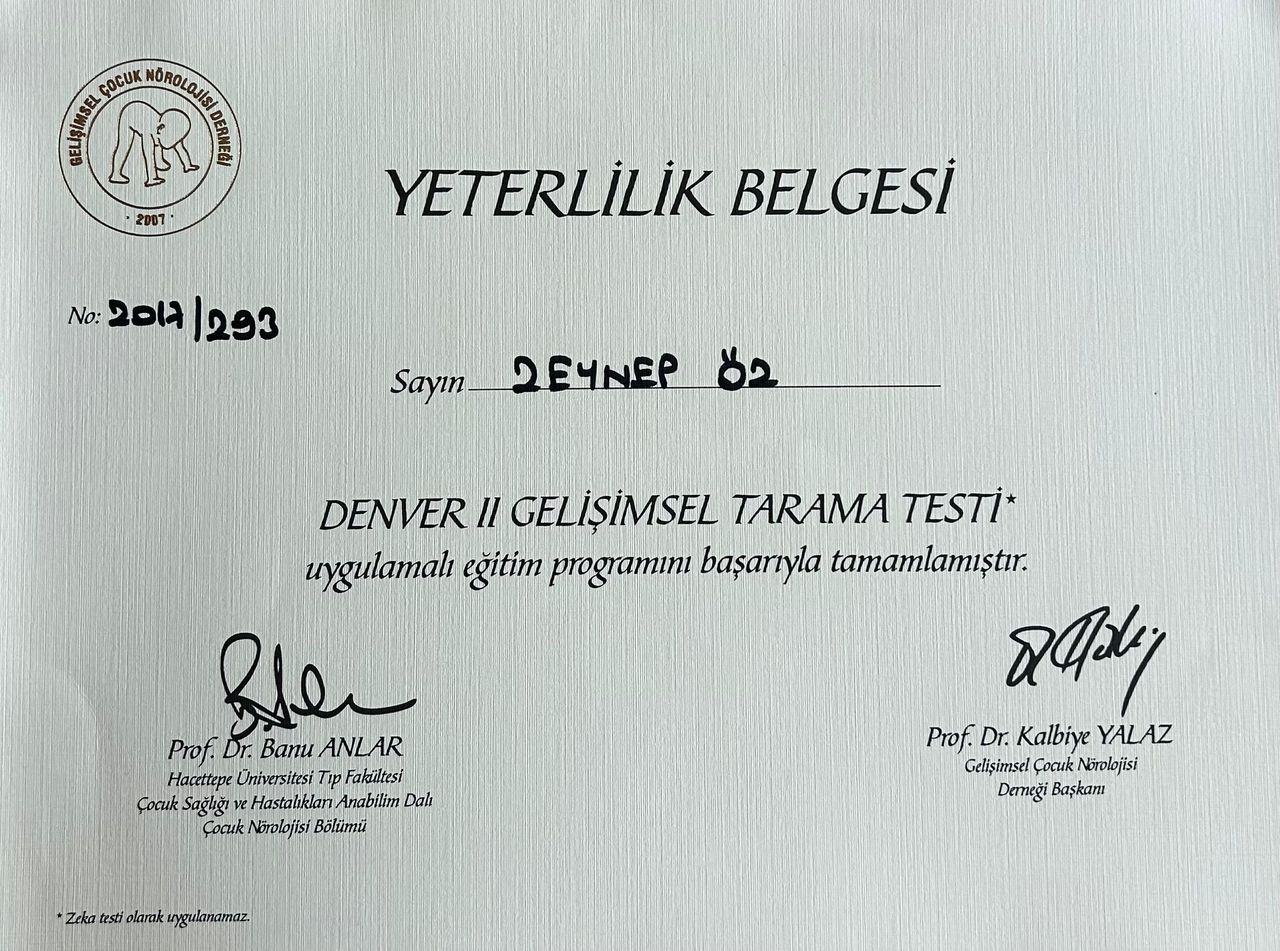 GELİŞİMSEL ÇOCUK NÖROLOJİSİ DERNEĞİ
· 2007 ·
YETERLİLİK BELGESİ
No: 2017/293
Sayın ZEYNEP ÖZ
DENVER II GELİŞİMSEL TARAMA TESTİ*
uygulamalı eğitim programını başarıyla tamamlamıştır.
Prof. Dr. Banu ANLAR
Hacettepe Üniversitesi Tıp Fakültesi
Çocuk Sağlığı ve Hastalıkları Anabilim Dalı
Çocuk Nörolojisi Bölümü
Prof. Dr. Kalbiye YALAZ
Gelişimsel Çocuk Nörolojisi
Derneği Başkanı
* Zeka testi olarak uygulanamaz.